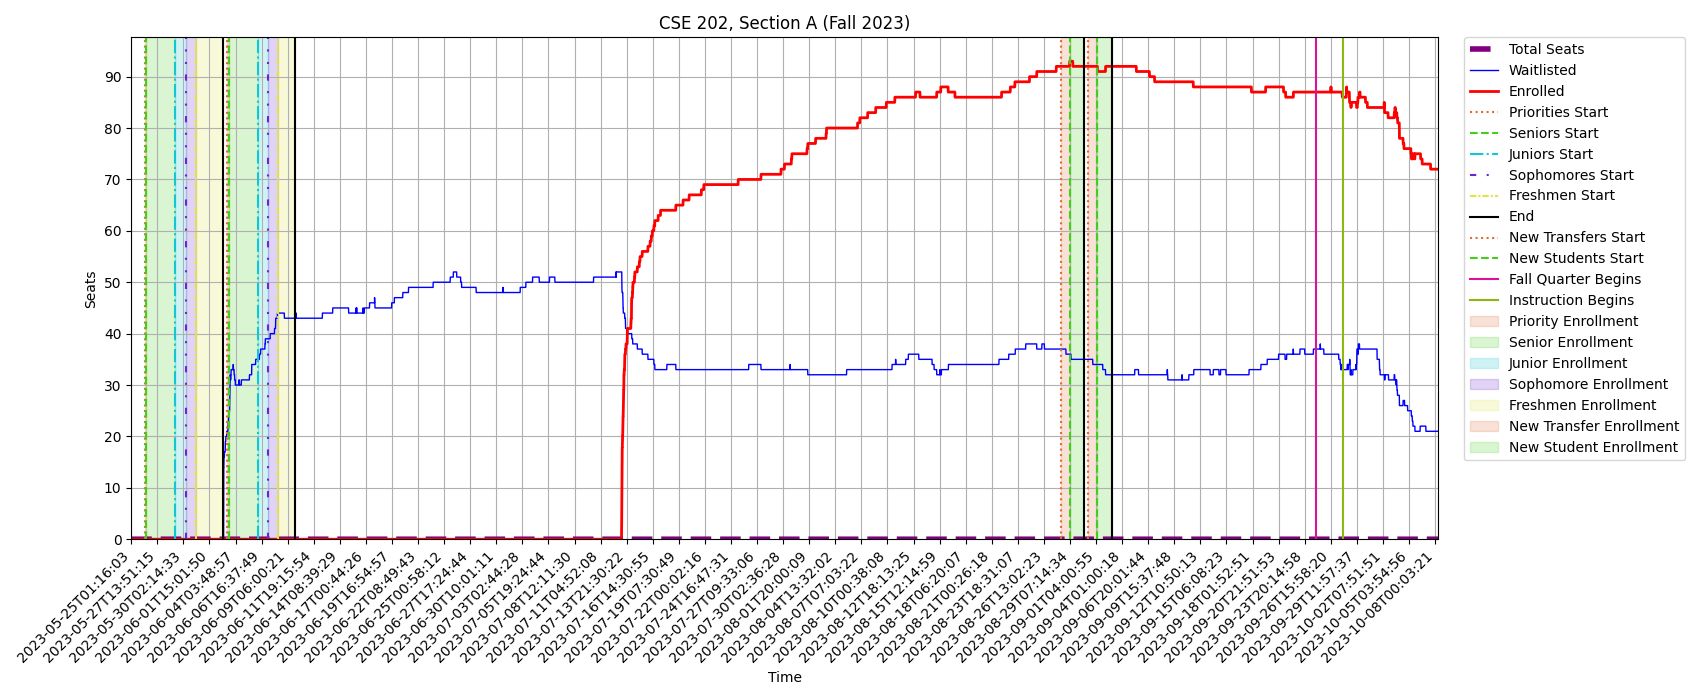 CSE 202, Section A (Fall 2023)
Seats
90
80
70
60
50
40
30
20
10
0
2023-05-25T01:16:03
2023-05-27T13:51:15
2023-05-30T02:14:33
2023-06-01T15:01:50
2023-06-04T03:48:57
2023-06-06T16:37:49
2023-06-09T06:00:21
2023-06-11T19:15:54
2023-06-14T08:39:29
2023-06-17T00:44:26
2023-06-19T16:54:57
2023-06-22T08:49:43
2023-06-25T00:58:12
2023-06-27T17:24:44
2023-06-30T10:01:11
2023-07-03T02:44:28
2023-07-05T19:24:44
2023-07-08T12:11:30
2023-07-11T04:52:08
2023-07-13T21:30:22
2023-07-16T14:30:55
2023-07-19T07:30:49
2023-07-22T00:02:16
2023-07-24T16:47:31
2023-07-27T09:33:06
2023-07-30T02:36:28
2023-08-01T20:00:09
2023-08-04T13:32:02
2023-08-07T07:03:22
2023-08-10T00:38:08
2023-08-12T18:13:25
2023-08-15T12:14:59
2023-08-18T06:20:07
2023-08-21T00:26:18
2023-08-23T18:31:07
2023-08-26T13:02:23
2023-08-29T07:14:34
2023-09-01T04:00:55
2023-09-04T01:00:18
2023-09-06T20:01:44
2023-09-09T15:37:48
2023-09-12T10:50:13
2023-09-15T06:08:23
2023-09-18T01:52:51
2023-09-20T21:51:53
2023-09-23T20:14:58
2023-09-26T15:58:20
2023-09-29T11:57:37
2023-10-02T07:51:51
2023-10-05T03:54:56
2023-10-08T00:03:21
Time
Total Seats
Waitlisted
Enrolled
Priorities Start
Seniors Start
Juniors Start
Sophomores Start
Freshmen Start
End
New Transfers Start
New Students Start
Fall Quarter Begins
Instruction Begins
Priority Enrollment
Senior Enrollment
Junior Enrollment
Sophomore Enrollment
Freshmen Enrollment
New Transfer Enrollment
New Student Enrollment